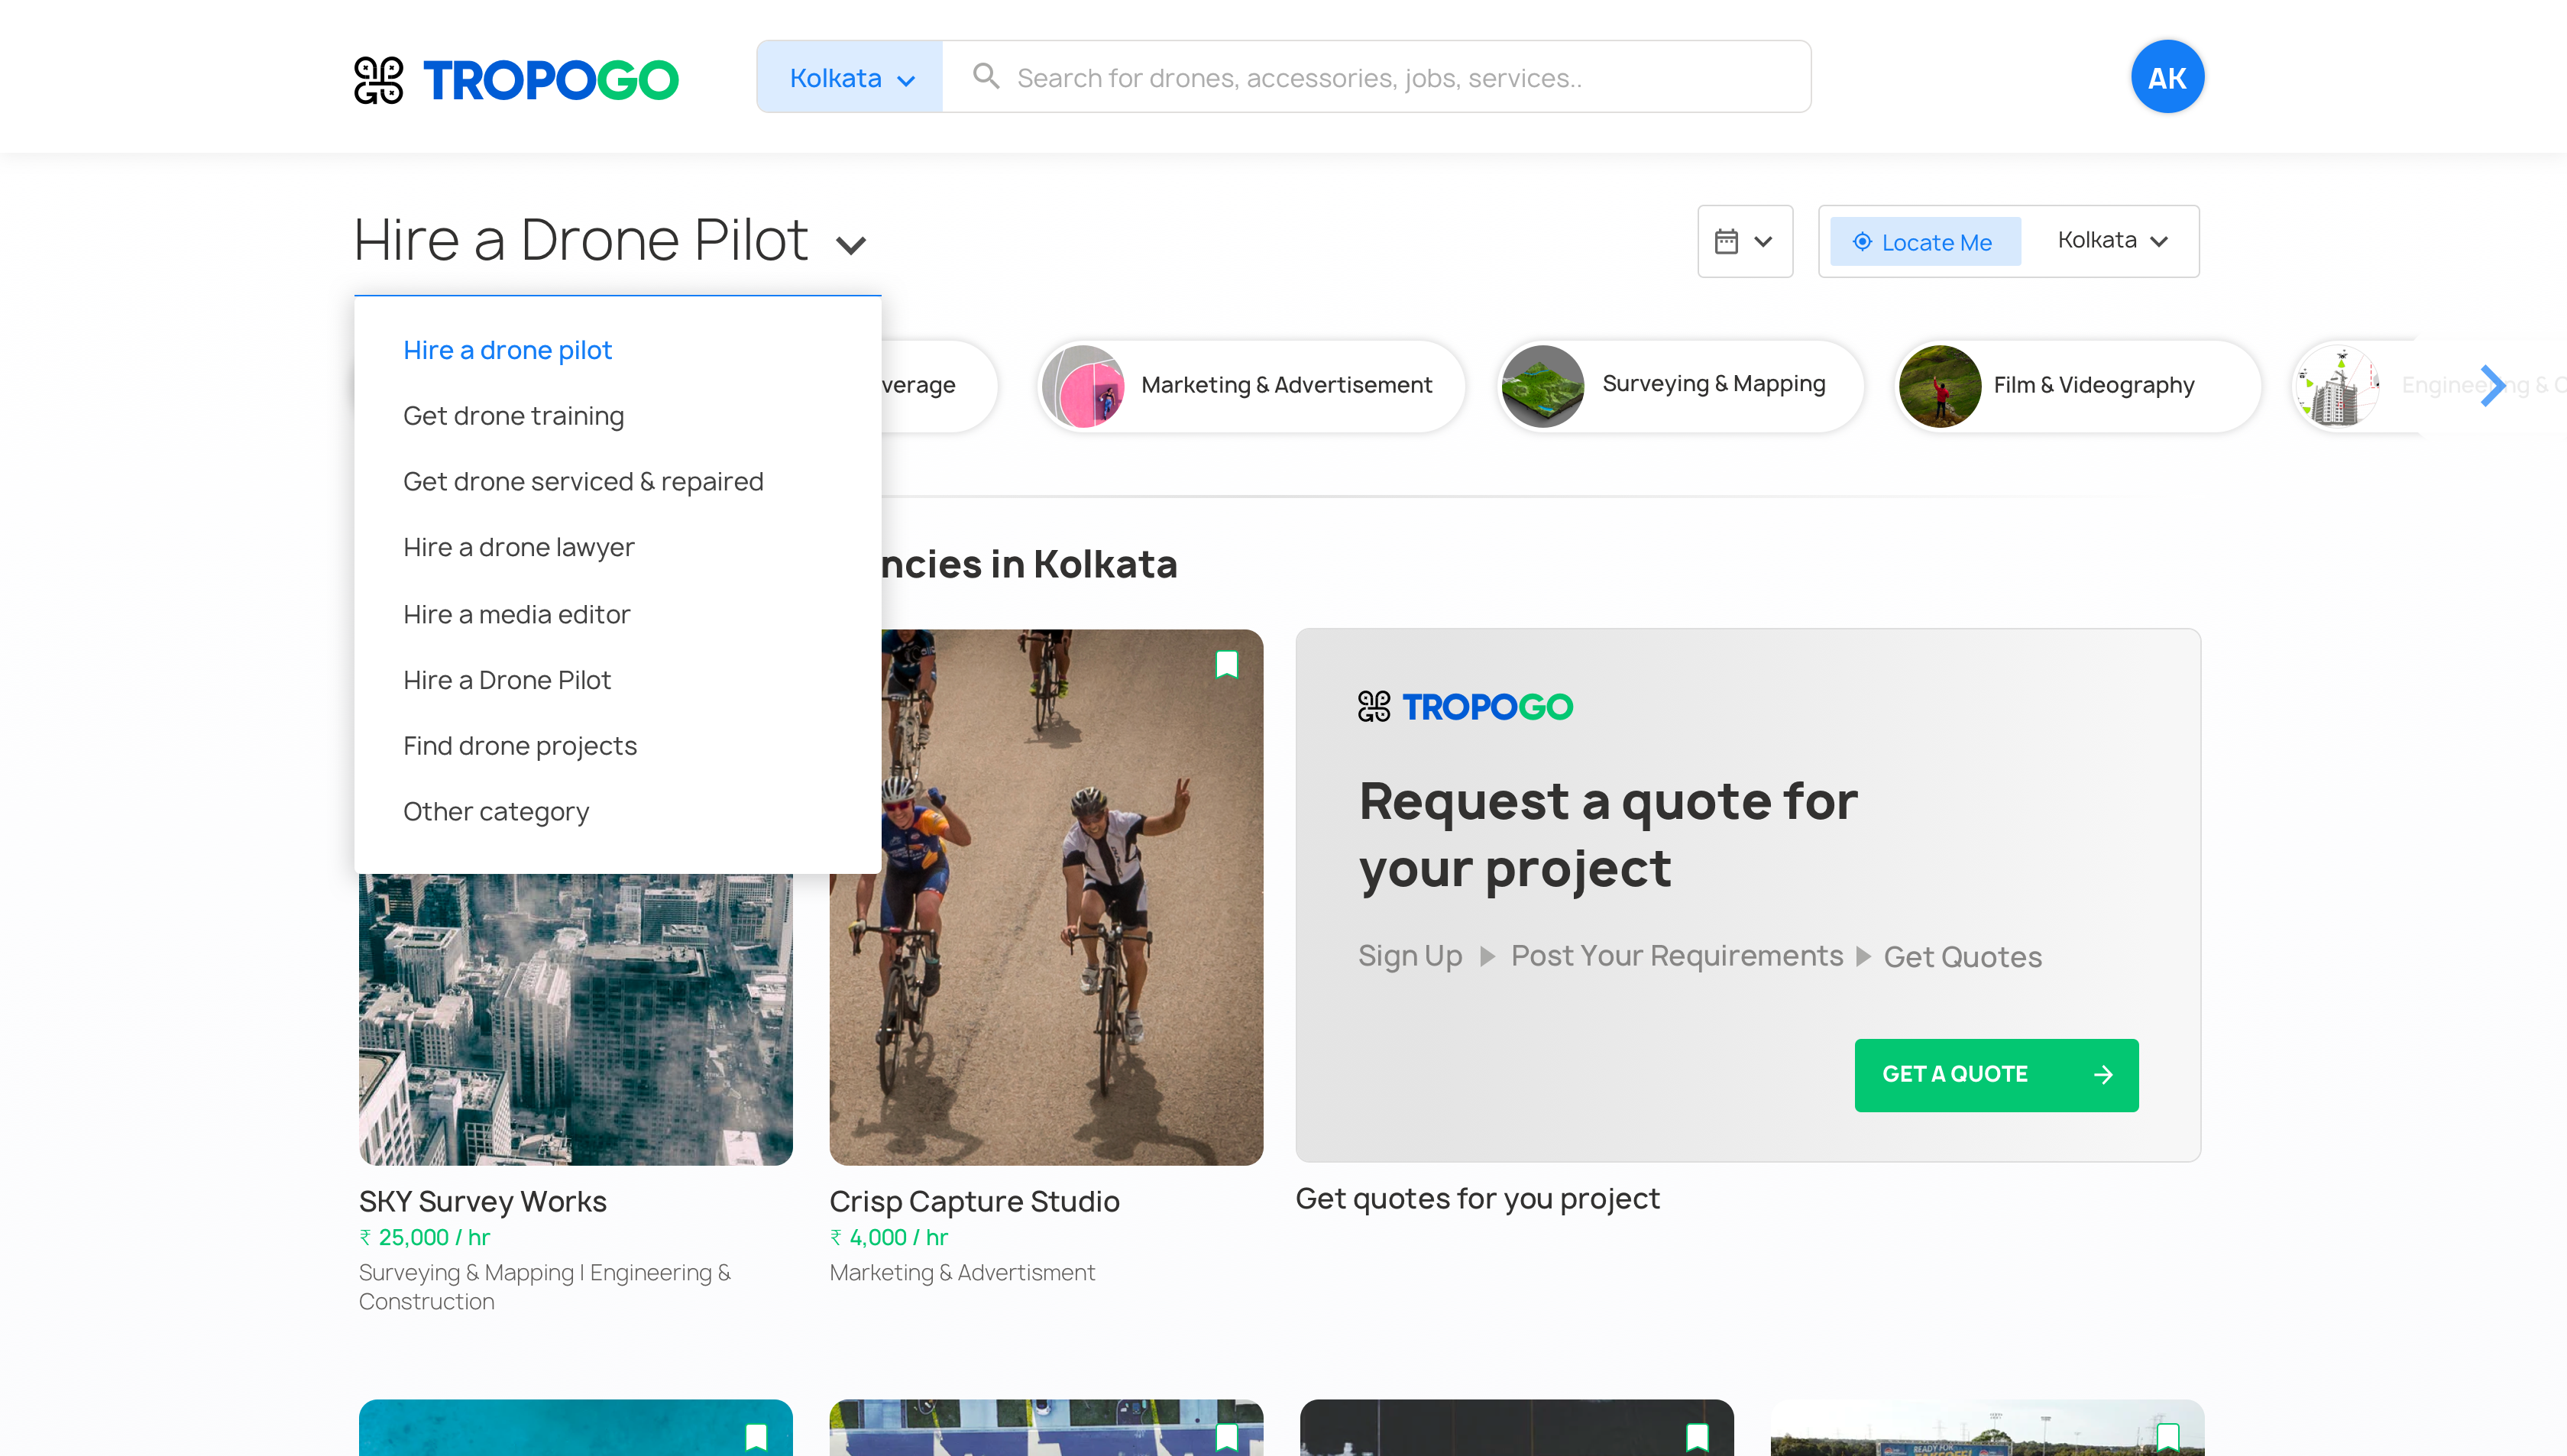 TROPOGO
Kolkata
Search for drones, accessories, jobs, services..
AK
Hire a Drone Pilot
Locate Me
Kolkata
Hire a drone pilot
Get drone training
Get drone serviced & repaired
Hire a drone lawyer
Hire a media editor
Hire a Drone Pilot
Find drone projects
Other category
verage
Marketing & Advertisement
Surveying & Mapping
Film & Videography
Engineering & C
ncies in Kolkata
TROPOGO
Request a quote for
your project
Sign Up
Post Your Requirements
Get Quotes
GET A QUOTE
SKY Survey Works
₹ 25,000 / hr
Surveying & Mapping | Engineering &
Construction
Crisp Capture Studio
₹ 4,000 / hr
Marketing & Advertisment
Get quotes for you project
READY FOR